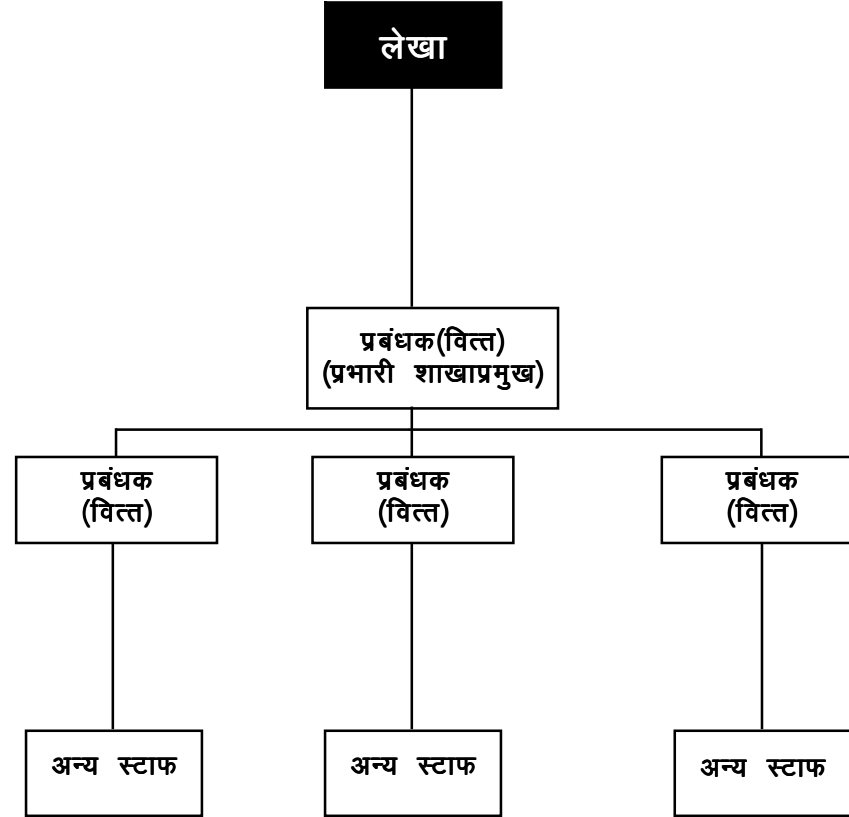 लेखा
प्रबंधक(वित्त)
(प्रभारी शाखाप्रमुख)
प्रबंधक
(वित्त)
प्रबंधक
(वित्त)
प्रबंधक
(वित्त)
अन्य स्टाफ
अन्य स्टाफ
अन्य स्टाफ